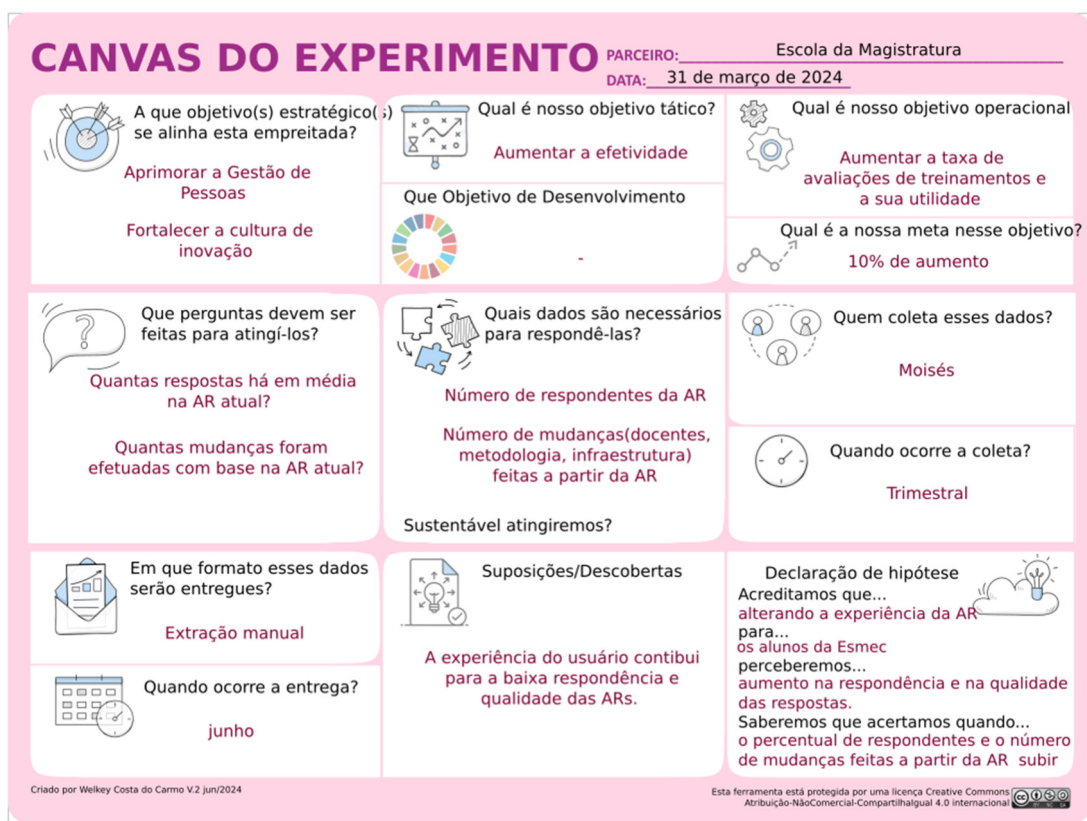 CANVAS DO EXPERIMENTO
PARCEIRO: Escola da Magistratura
DATA: 31 de março de 2024
A que objetivo(s) estratégico(s)
se alinha esta empreitada?
Aprimorar a Gestão de
Pessoas
Fortalecer a cultura de
inovação
Qual é nosso objetivo tático?
Aumentar a efetividade
Que Objetivo de Desenvolvimento
-
Qual é nosso objetivo operacional
Aumentar a taxa de
avaliações de treinamentos e
a sua utilidade
Qual é a nossa meta nesse objetivo?
10% de aumento
Que perguntas devem ser
feitas para atingí-los?
Quantas respostas há em média
na AR atual?
Quantas mudanças foram
efetuadas com base na AR atual?
Quais dados são necessários
para respondê-las?
Número de respondentes da AR
Número de mudanças(docentes,
metodologia, infraestrutura)
feitas a partir da AR
Sustentável atingiremos?
Quem coleta esses dados?
Moisés
Quando ocorre a coleta?
Trimestral
Em que formato esses dados
serão entregues?
Extração manual
Quando ocorre a entrega?
junho
Suposições/Descobertas
A experiência do usuário contibui
para a baixa respondência e
qualidade das ARs.
Declaração de hipótese
Acreditamos que...
alterando a experiência da AR
para...
os alunos da Esmec
perceberemos...
aumento na respondência e na qualidade
das respostas.
Saberemos que acertamos quando...
o percentual de respondentes e o número
de mudanças feitas a partir da AR subir
Criado por Welkey Costa do Carmo V.2 jun/2024
Esta ferramenta está protegida por uma licença Creative Commons
Atribuição-NãoComercial-CompartilhaIgual 4.0 internacional
cc
BY NC SA